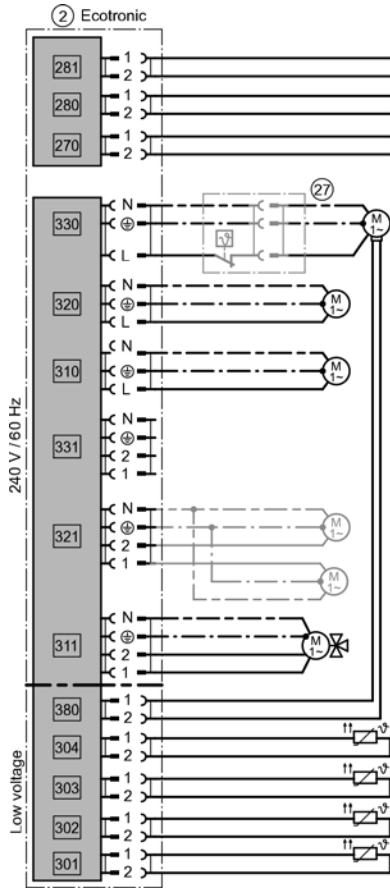 2 Ecotronic
281 1
2
280 1
2
270 1
2
27
330 N
L
ϑ
M
1~
320 N
L
M
1~
310 N
L
M
1~
331 N
2
1
240 V / 60 Hz
321 N
2
1
M
1~
M
1~
311 N
2
1
M
1~
380 1
2
304 1
2
ϑ
303 1
2
ϑ
302 1
2
ϑ
301 1
2
ϑ
Low voltage